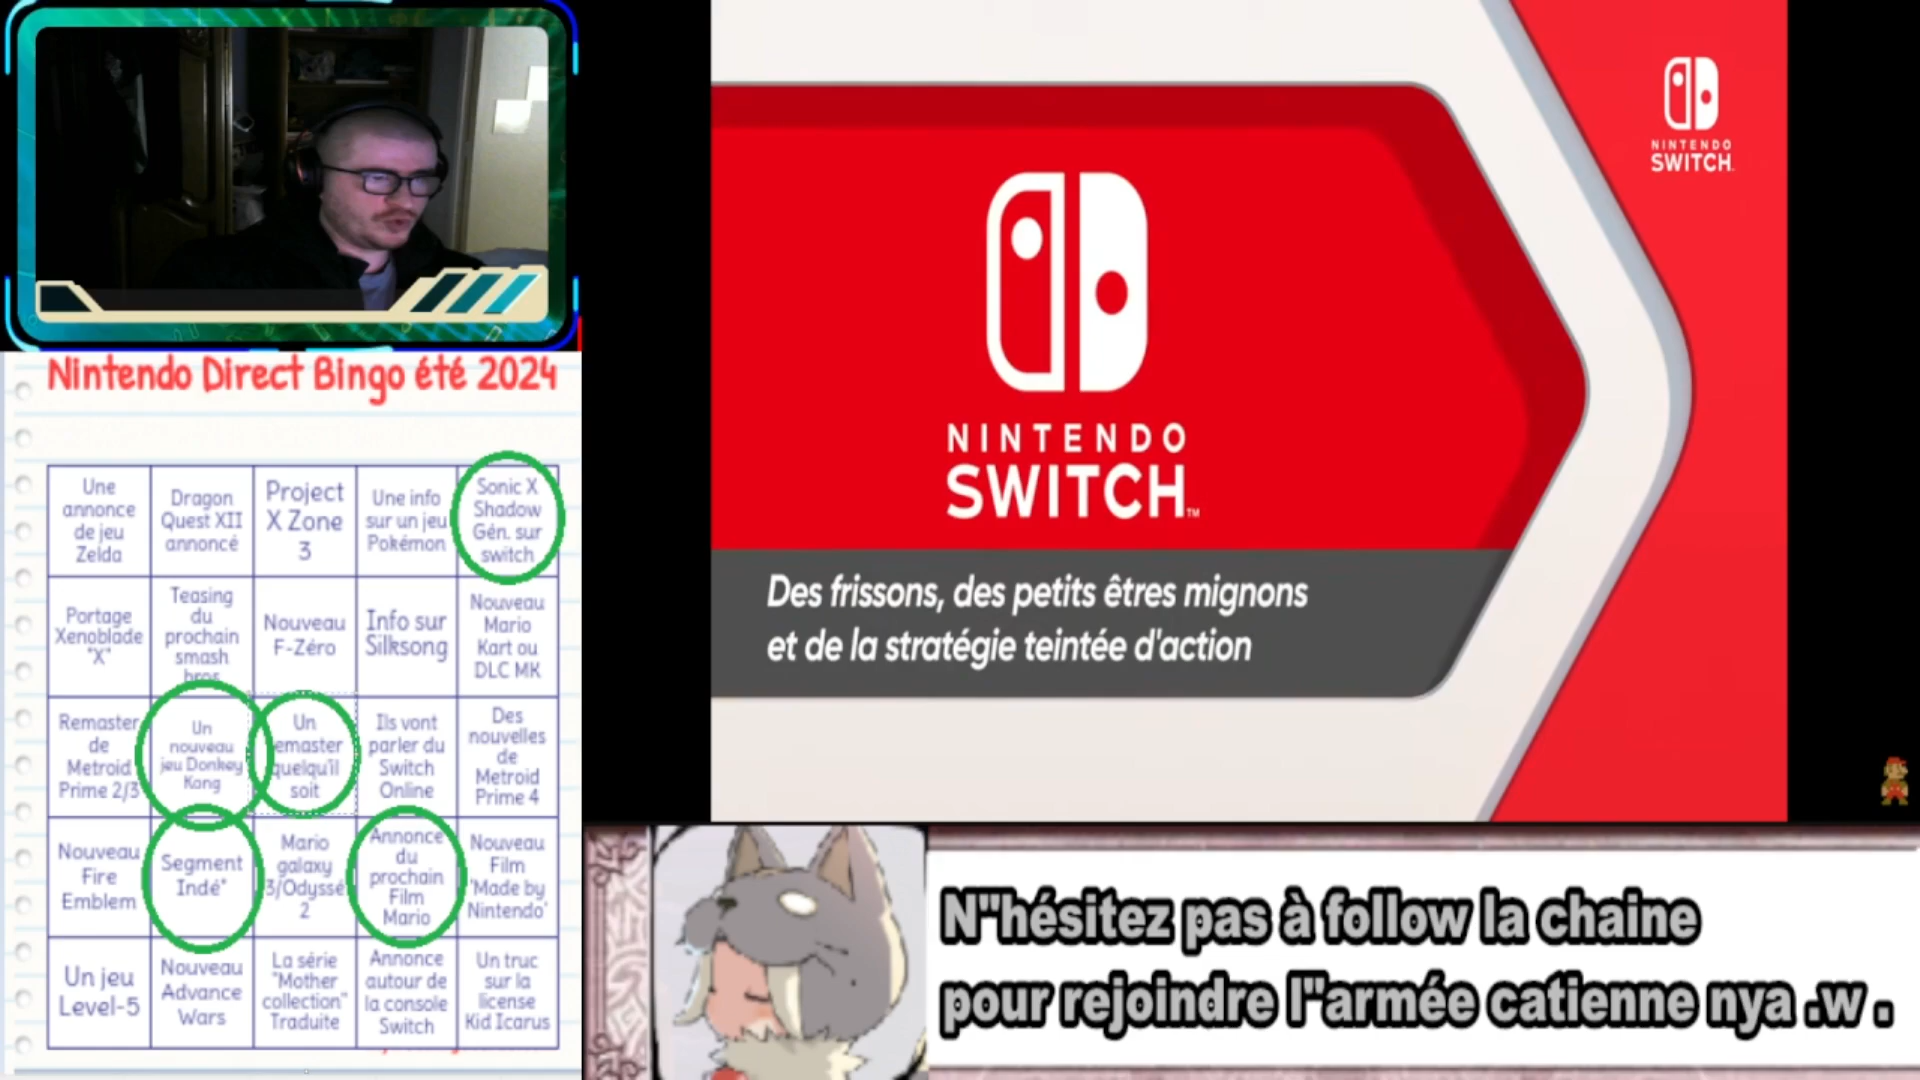 Nintendo Direct Bingo été 2024
Une
annonce
de jeu
Zelda
Dragon
Quest XII
annoncé
Project
X Zone
3
Une info
sur un jeu
Pokémon
Sonic X
Shadow
Gén. sur
switch
Portage
Xenoblade
"X"
Teasing
du
prochain
smash
bros
Nouveau
F-Zéro
Info sur
Silksong
Nouveau
Mario
Kart ou
DLC MK
Remaster
de
Metroid
Prime 2/3
Un
nouveau
jeu Donkey
Kong
Un
remaster
quelqu'il
soit
Ils vont
parler du
Switch
Online
Des
nouvelles
de
Metroid
Prime 4
Nouveau
Fire
Emblem
Segment
Indé"
Mario
galaxy
3/Odyssé
2
Annonce
du
prochain
Film
Mario
Nouveau
Film
'Made by
Nintendo'
Un jeu
Level-5
Nouveau
Advance
Wars
La série
"Mother
collection"
Traduite
Annonce
autour de
la console
Switch
Un truc
sur la
license
Kid Icarus
NINTENDO
SWITCH™
Des frissons, des petits êtres mignons
et de la stratégie teintée d'action
NINTENDO
SWITCH
N"hésitez pas à follow la chaine
pour rejoindre l"armée catienne nya .w .